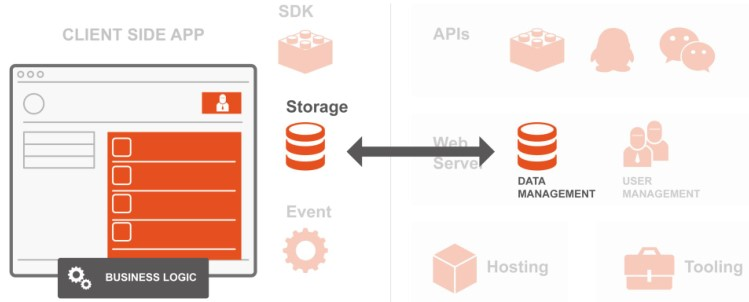 CLIENT SIDE APP
BUSINESS LOGIC
SDK
Storage
Event
APIs
Web
Server
DATA
MANAGEMENT
USER
MANAGEMENT
Hosting
Tooling